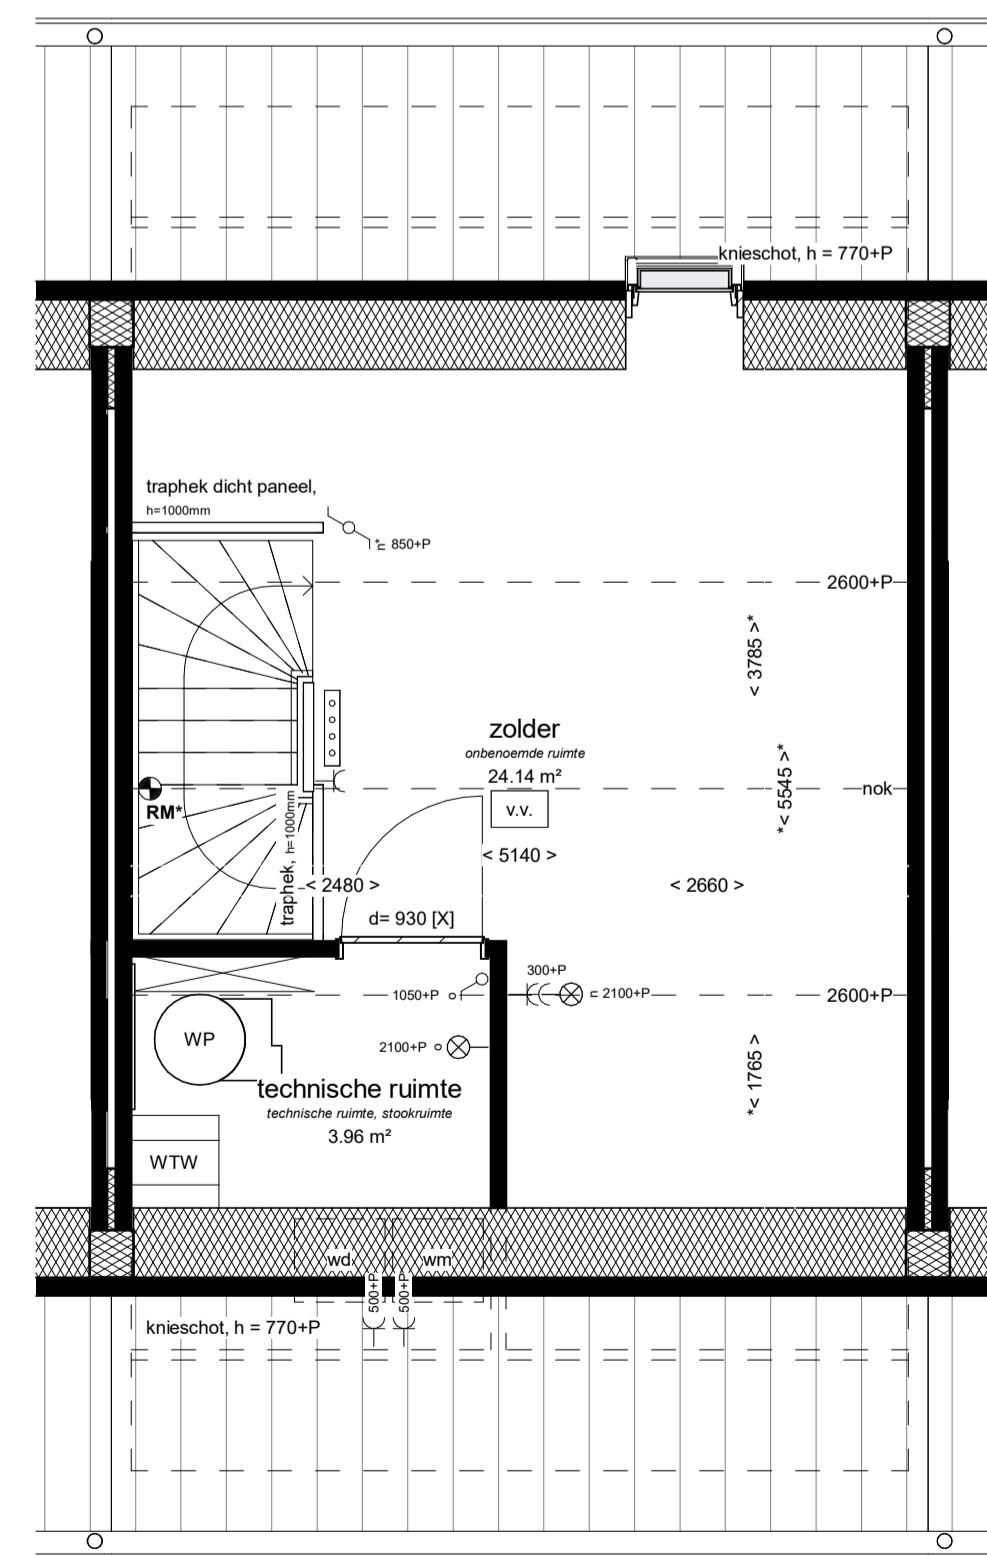 knieschot, h = 770+P
traphek dicht paneel,
h=1000mm
n* 850+P
2600+P
< 3785 >*
zolder
onbenoemde ruimte
24.14 m²
*< 5545 >*
nok
RM*
v.v.
traphek, h=1000mm
< 5140 >
< 2480 >
< 2660 >
d= 930 [X]
300+P
1050+P
n 2100+P
2600+P
WP
2100+P
*< 1765 >
technische ruimte
technische ruimte, stookruimte
3.96 m²
WTW
wd
wm
500+P
500+P
knieschot, h = 770+P